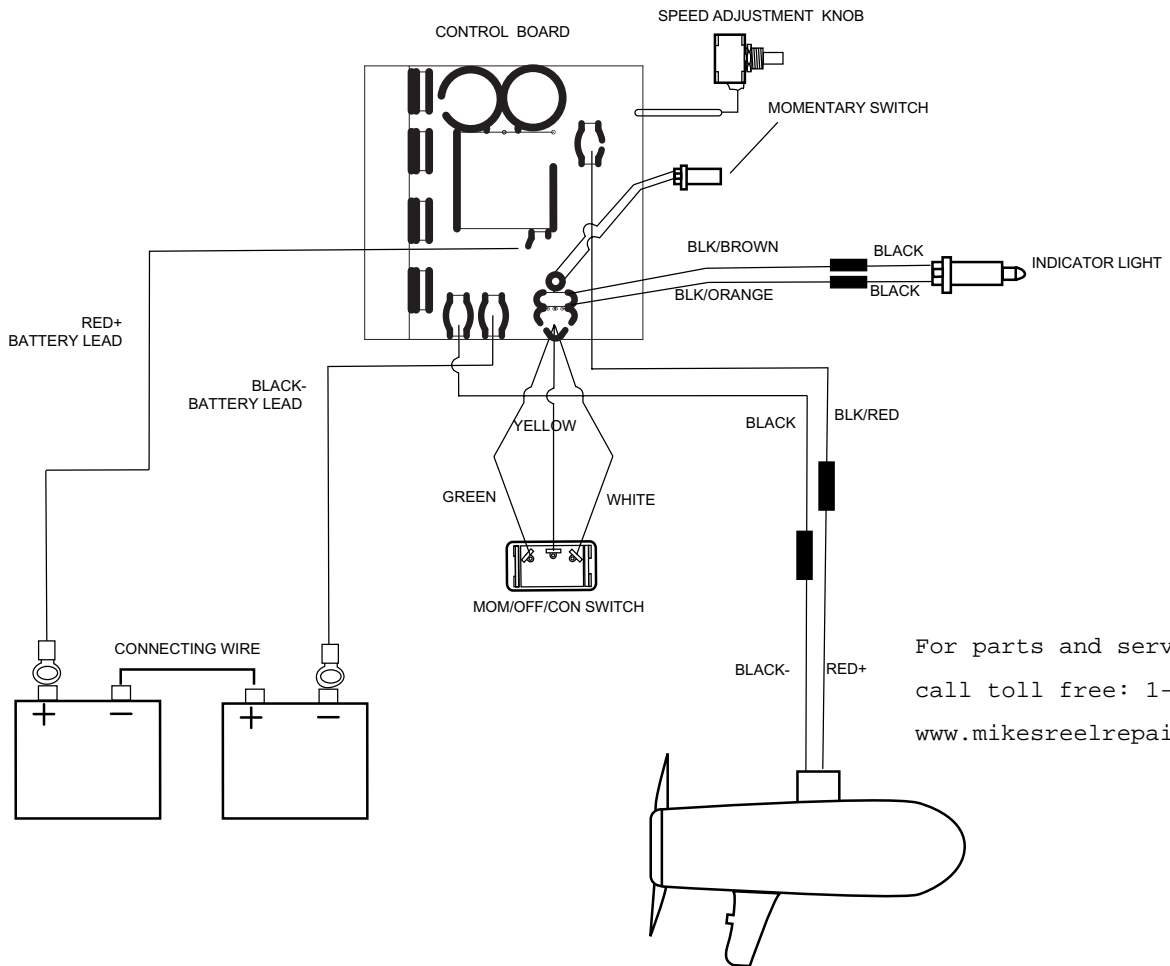 SPEED ADJUSTMENT KNOB
CONTROL BOARD
MOMENTARY SWITCH
BLK/BROWN
BLACK
INDICATOR LIGHT
BLK/ORANGE
BLACK
RED+
BATTERY LEAD
BLACK-
BATTERY LEAD
YELLOW
BLACK
BLK/RED
GREEN
WHITE
MOM/OFF/CON SWITCH
CONNECTING WIRE
+
−
+
−
BLACK-
RED+
For parts and serv
call toll free: 1-
www.mikesreelrepai